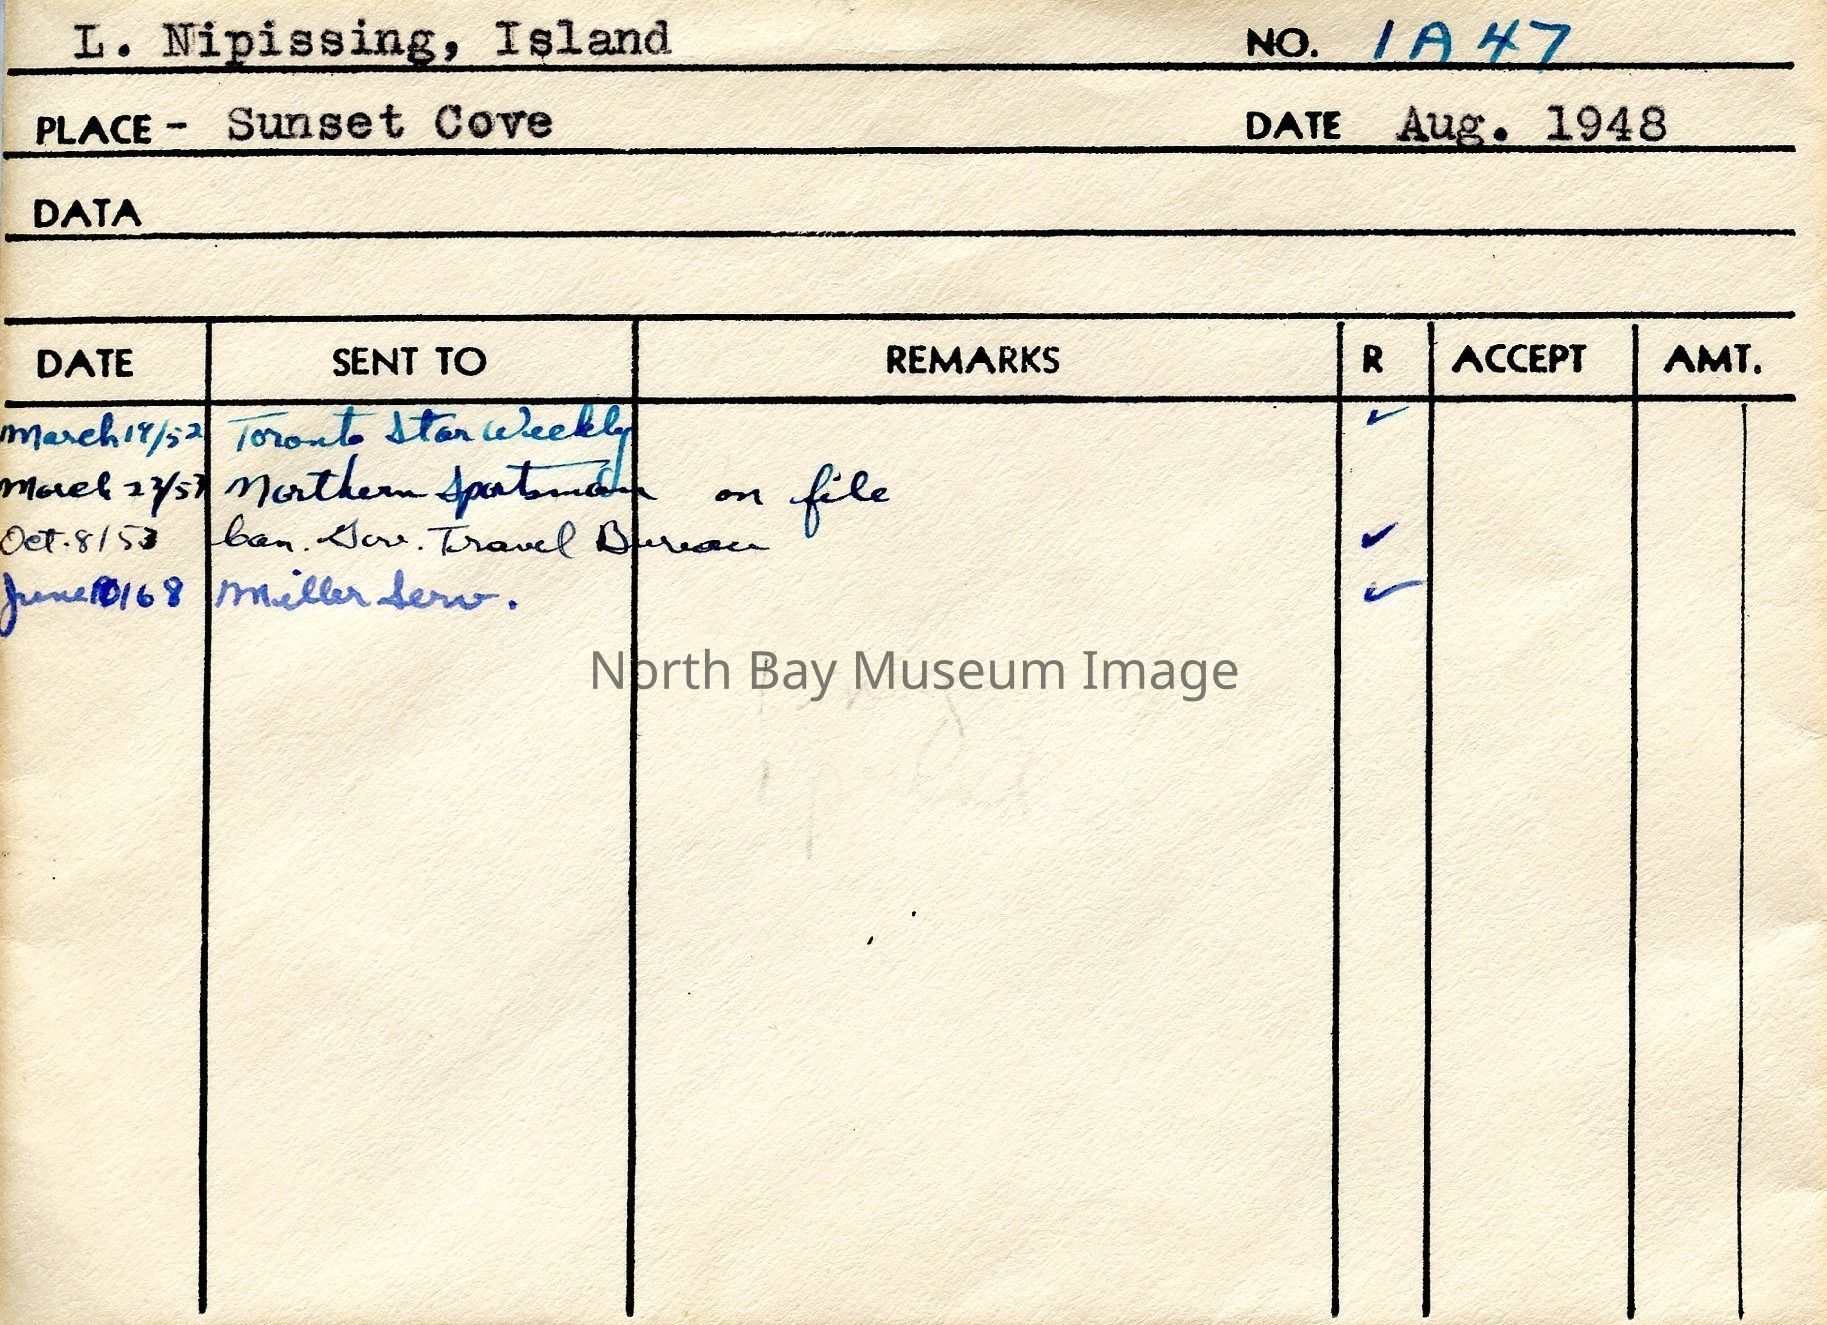 L. Nipissing, Island NO. 1A47
PLACE - Sunset Cove DATE Aug. 1948
DATA
DATE SENT TO REMARKS R ACCEPT AMT.
March 19/52 Toronto Star Weekly ✓
March 23/53 Northern Sportsman on file
Oct. 8/53 Can. Gov. Travel Bureau ✓
June 10/68 Miller Serv. ✓
North Bay Museum Image